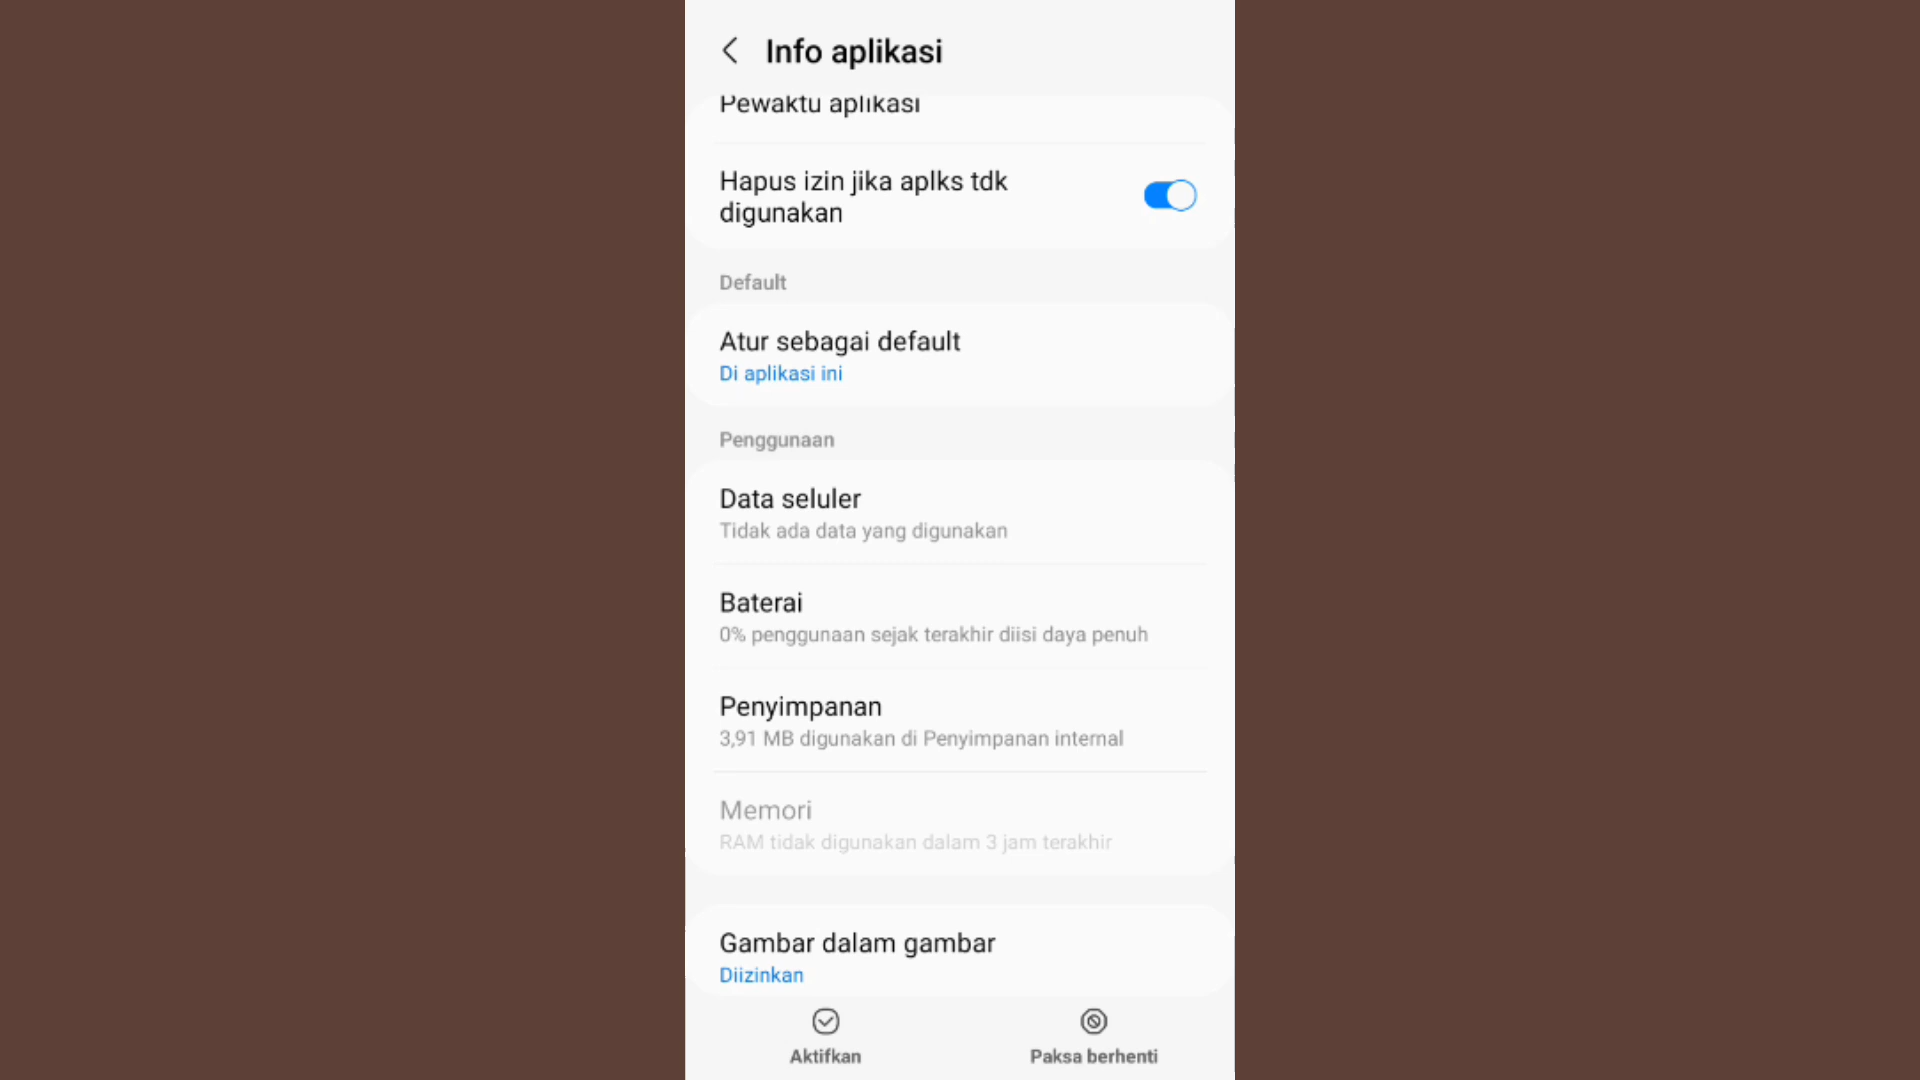 Info aplikasi
Pewaktu aplikasi
Hapus izin jika aplks tdk
digunakan
Default
Atur sebagai default
Di aplikasi ini
Penggunaan
Data seluler
Tidak ada data yang digunakan
Baterai
0% penggunaan sejak terakhir diisi daya penuh
Penyimpanan
3,91 MB digunakan di Penyimpanan internal
Memori
RAM tidak digunakan dalam 3 jam terakhir
Gambar dalam gambar
Diizinkan
Aktifkan
Paksa berhenti